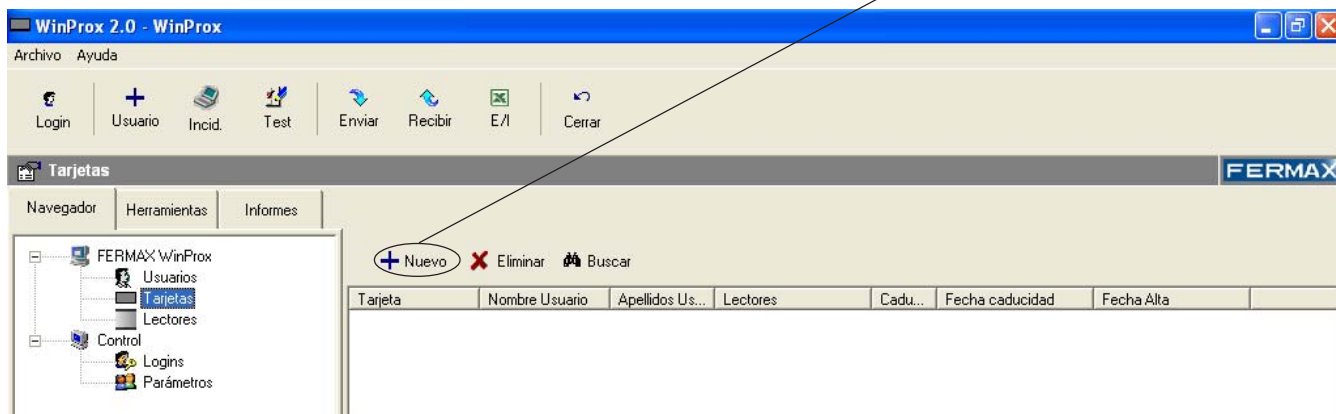 WinProx 2.0 - WinProx
Archivo Ayuda
Login Usuario Incid. Test Enviar Recibir E/I Cerrar
Tarjetas FERMAX
Navegador Herramientas Informes
FERMAX WinProx
Usuarios
Tarjetas
Lectores
Control
Logins
Parámetros
Nuevo Eliminar Buscar
Tarjeta Nombre Usuario Apellidos Us... Lectores Cadu... Fecha caducidad Fecha Alta